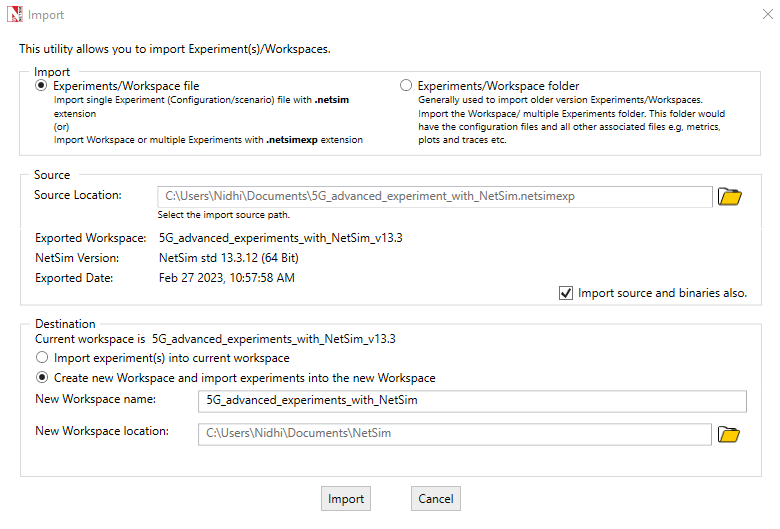 Import
This utility allows you to import Experiment(s)/Workspaces.
Import
Experiments/Workspace file
Import single Experiment (Configuration/scenario) file with .netsim
extension
(or)
Import Workspace or multiple Experiments with .netsimexp extension
Experiments/Workspace folder
Generally used to import older version Experiments/Workspaces.
Import the Workspace/ multiple Experiments folder. This folder would
have the configuration files and all other associated files e.g, metrics,
plots and traces etc.
Source
Source Location: C:\Users\Nidhi\Documents\5G_advanced_experiment_with_NetSim.netsimexp
Select the import source path.
Exported Workspace: 5G_advanced_experiments_with_NetSim_v13.3
NetSim Version: NetSim std 13.3.12 (64 Bit)
Exported Date: Feb 27 2023, 10:57:58 AM
Import source and binaries also.
Destination
Current workspace is 5G_advanced_experiments_with_NetSim_v13.3
Import experiment(s) into current workspace
Create new Workspace and import experiments into the new Workspace
New Workspace name: 5G_advanced_experiments_with_NetSim
New Workspace location: C:\Users\Nidhi\Documents\NetSim
Import Cancel